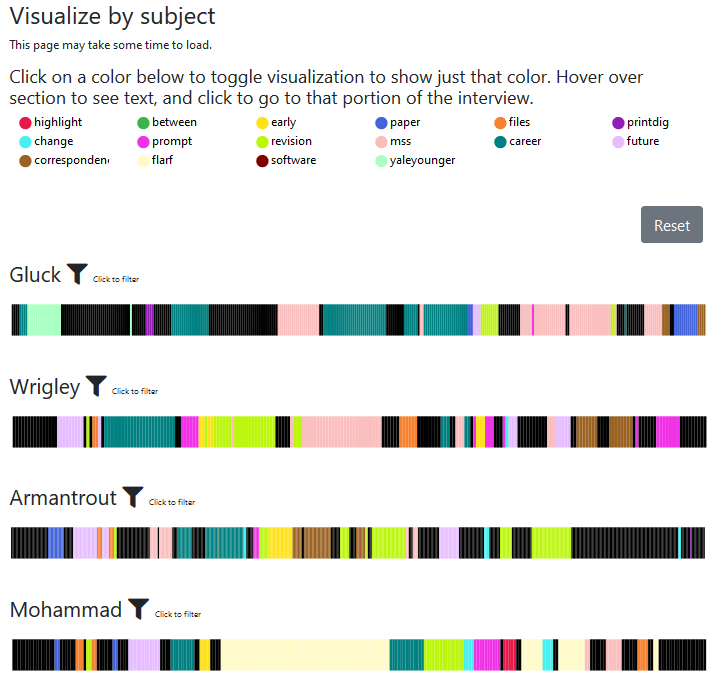 Visualize by subject
This page may take some time to load.
Click on a color below to toggle visualization to show just that color. Hover over
section to see text, and click to go to that portion of the interview.
highlight between early paper files printdig
change prompt revision mss career future
corresponden flarf software yaleyounger
Reset
Gluck Click to filter
Wrigley Click to filter
Armantrout Click to filter
Mohammad Click to filter